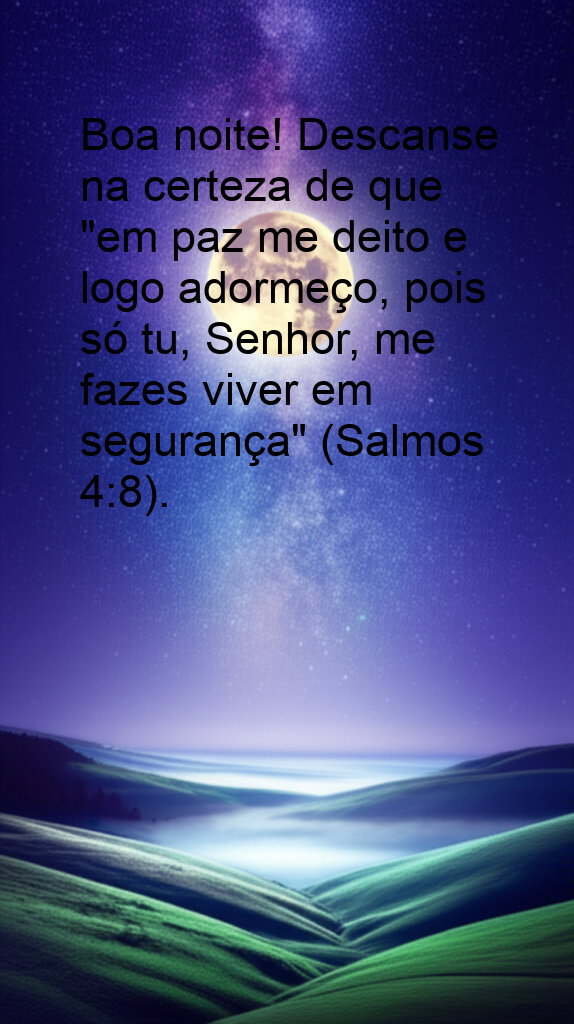 Boa noite! Descanse
na certeza de que
"em paz me deito e
logo adormeço, pois
só tu, Senhor, me
fazes viver em
segurança" (Salmos
4:8).